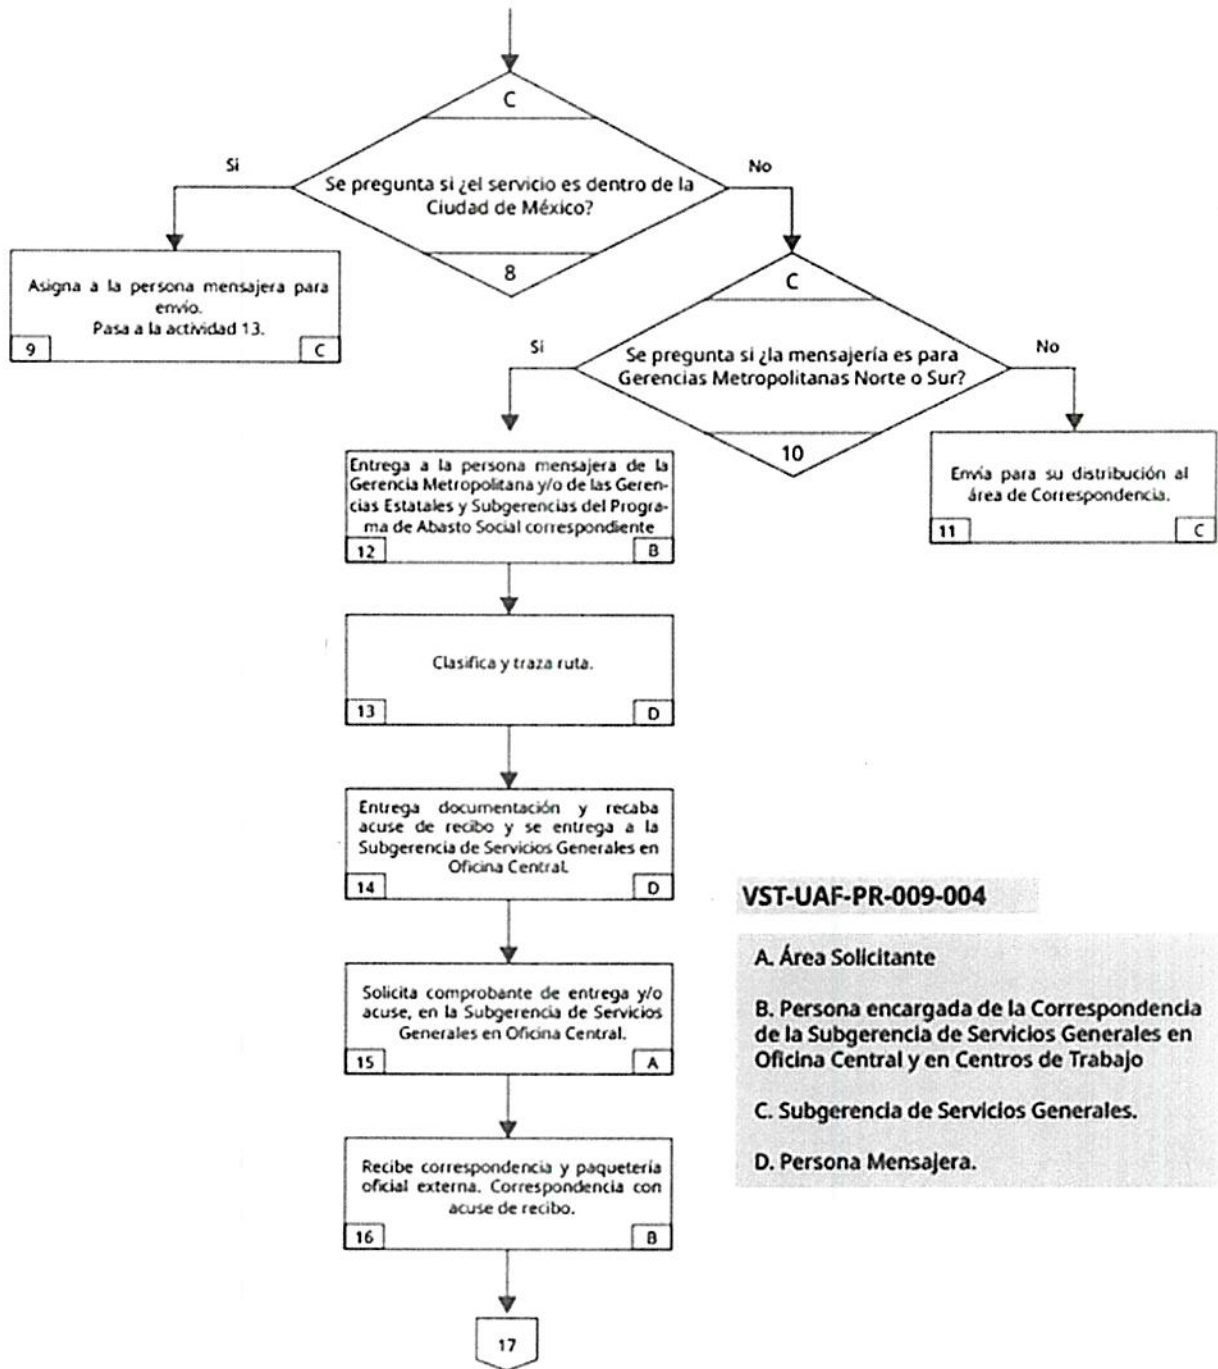 C
Si
No
Se pregunta si ¿el servicio es dentro de la
Ciudad de México?
8
Asigna a la persona mensajera para
envío.
Pasa a la actividad 13.
9
C
C
Si
No
Se pregunta si ¿la mensajería es para
Gerencias Metropolitanas Norte o Sur?
10
Entrega a la persona mensajera de la
Gerencia Metropolitana y/o de las Geren-
cias Estatales y Subgerencias del Progra-
ma de Abasto Social correspondiente
12
B
Envía para su distribución al
área de Correspondencia.
11
C
Clasifica y traza ruta.
13
D
Entrega documentación y recaba
acuse de recibo y se entrega a la
Subgerencia de Servicios Generales en
Oficina Central.
14
D
Solicita comprobante de entrega y/o
acuse, en la Subgerencia de Servicios
Generales en Oficina Central.
15
A
Recibe correspondencia y paquetería
oficial externa. Correspondencia con
acuse de recibo.
16
B
17
VST-UAF-PR-009-004
A. Área Solicitante
B. Persona encargada de la Correspondencia
de la Subgerencia de Servicios Generales en
Oficina Central y en Centros de Trabajo
C. Subgerencia de Servicios Generales.
D. Persona Mensajera.